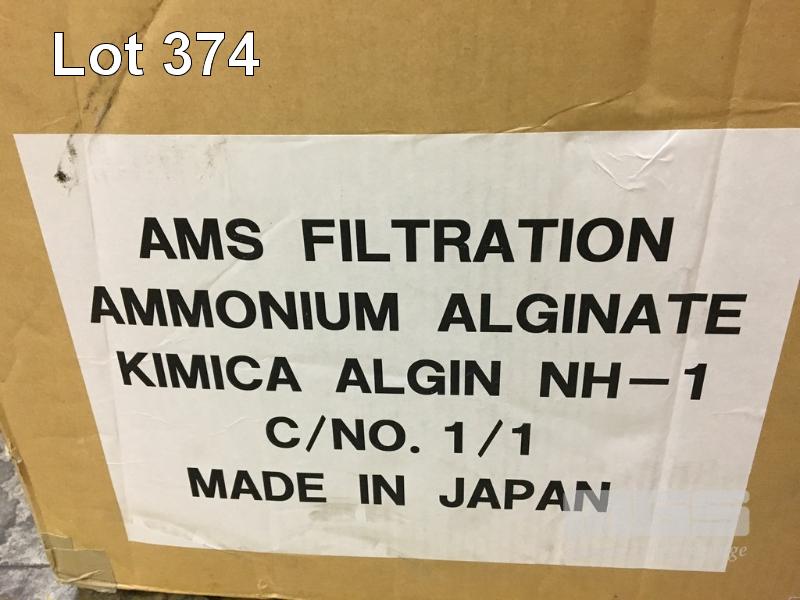 Lot 374
AMS FILTRATION
AMMONIUM ALGINATE
KIMICA ALGIN NH-1
C/NO. 1/1
MADE IN JAPAN